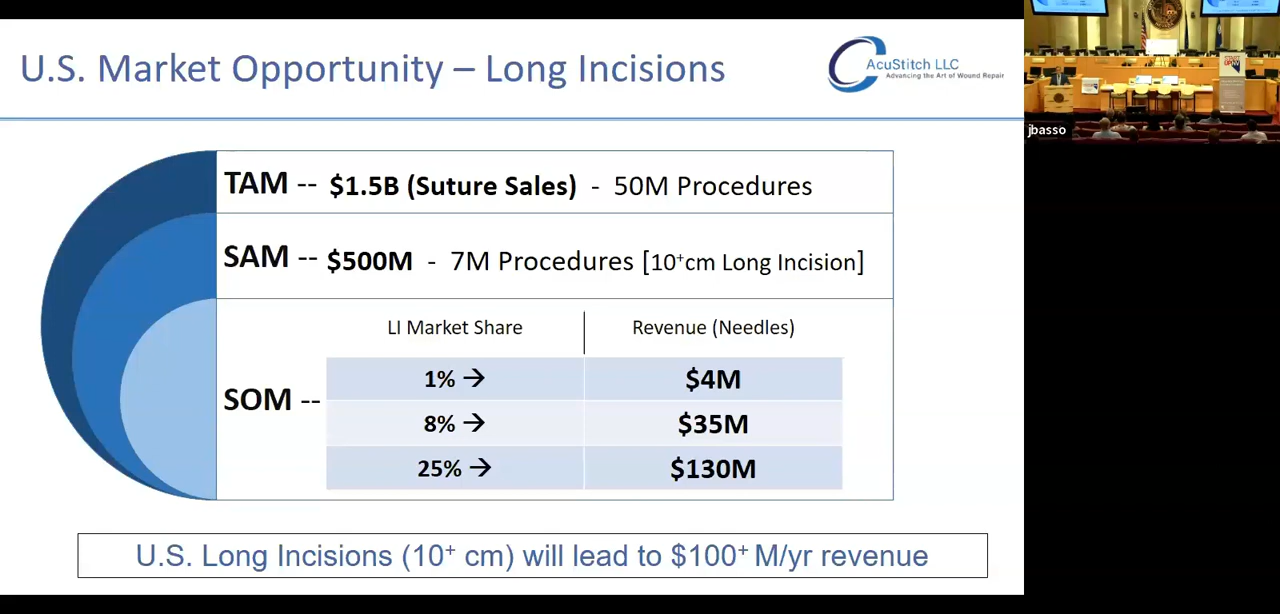 U.S. Market Opportunity – Long Incisions
AcuStitch LLC
Advancing the Art of Wound Repair
TAM -- $1.5B (Suture Sales) - 50M Procedures
SAM -- $500M - 7M Procedures [10⁺cm Long Incision]
LI Market Share Revenue (Needles)
SOM --
1% → $4M
8% → $35M
25% → $130M
U.S. Long Incisions (10⁺ cm) will lead to $100⁺ M/yr revenue
jbasso